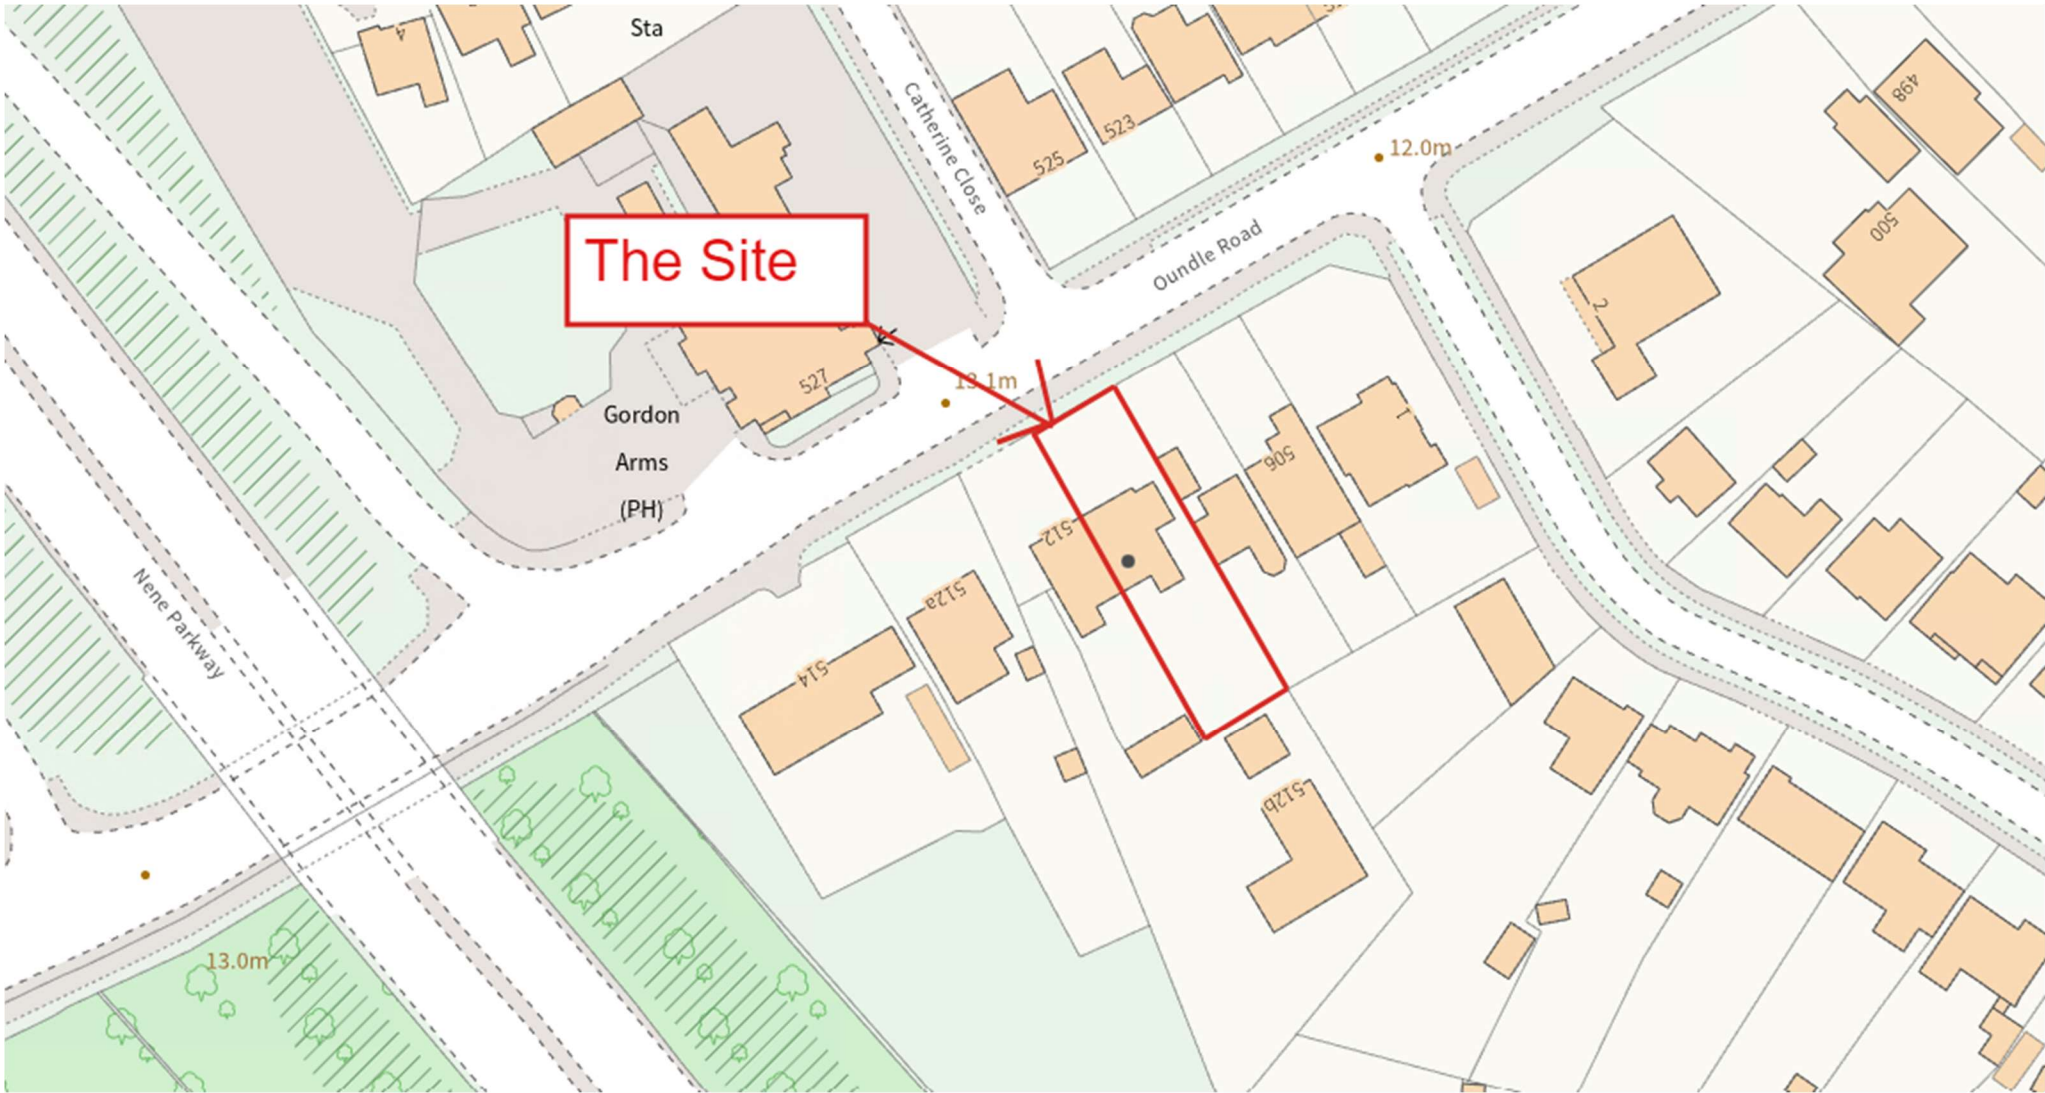 4
Sta
Catherine Close
525
523
12.0m
498
500
2
Oundle Road
The Site
13.1m
527
Gordon
Arms
(PH)
1
506
512
512a
514
512b
Nene Parkway
13.0m